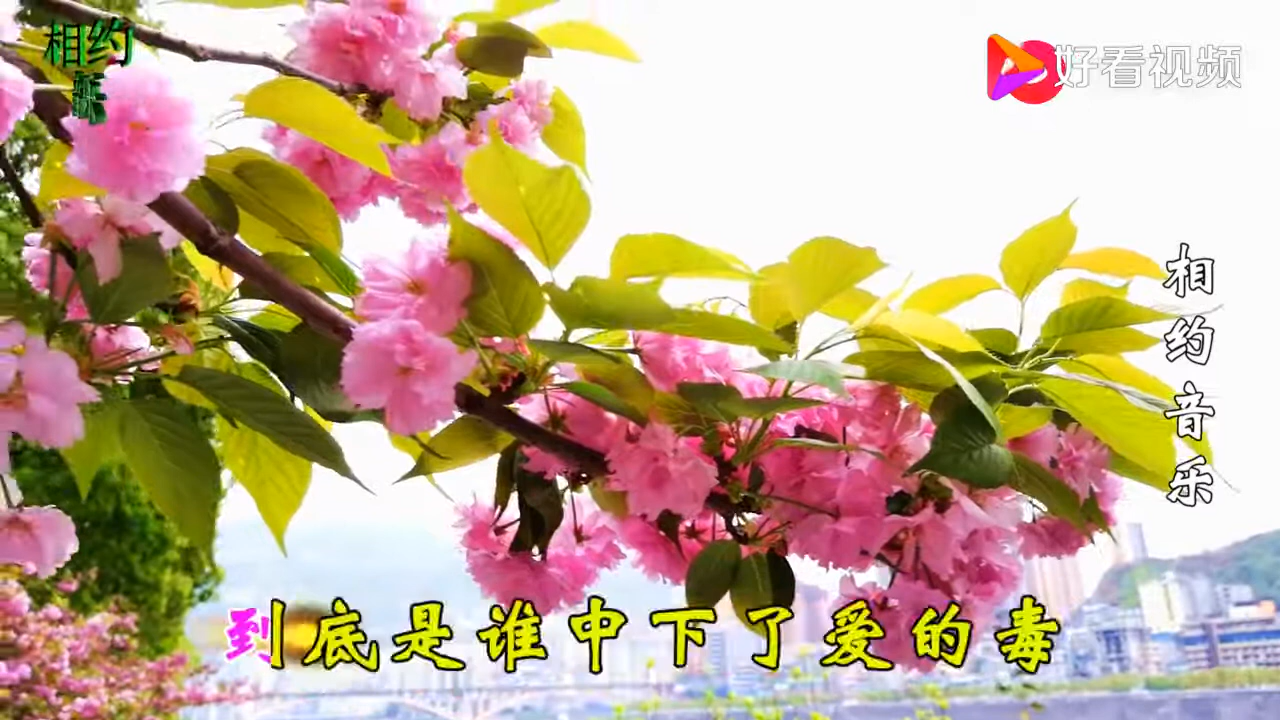 相约
乐
好看视频
相约音乐
到底是谁中下了爱的毒